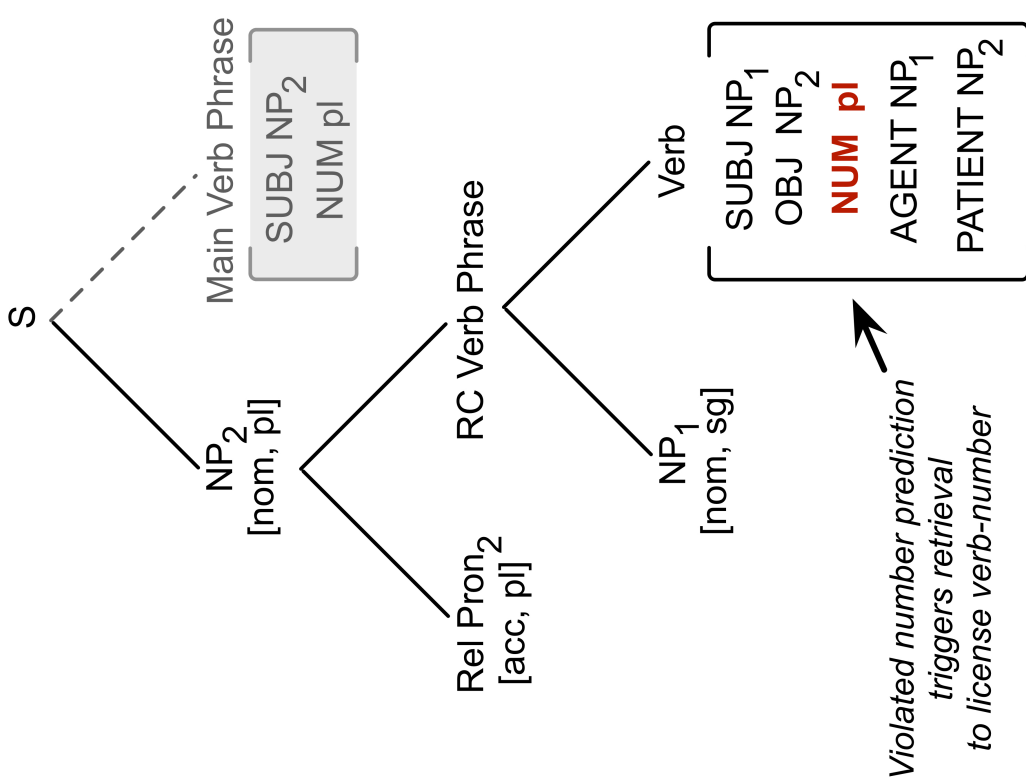 S
NP2
[nom, pl]
Main Verb Phrase
SUBJ NP2
NUM pl
Rel Pron2
[acc, pl]
RC Verb Phrase
NP1
[nom, sg]
Verb
SUBJ NP1
OBJ NP2
NUM pl
AGENT NP1
PATIENT NP2
Violated number prediction
triggers retrieval
to license verb-number